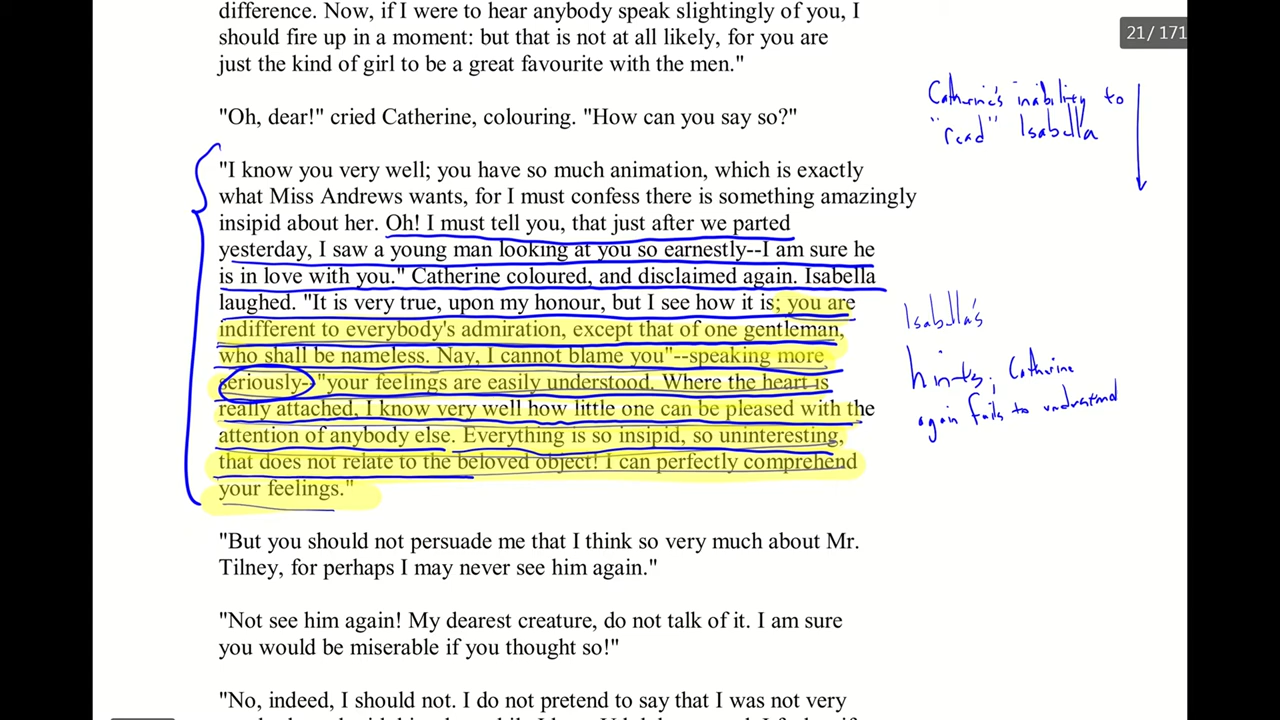 difference. Now, if I were to hear anybody speak slightingly of you, I
should fire up in a moment: but that is not at all likely, for you are
just the kind of girl to be a great favourite with the men."
21/ 171
"Oh, dear!" cried Catherine, colouring. "How can you say so?"
Catherine's inability to
"read" Isabella
"I know you very well; you have so much animation, which is exactly
what Miss Andrews wants, for I must confess there is something amazingly
insipid about her. Oh! I must tell you, that just after we parted
yesterday, I saw a young man looking at you so earnestly--I am sure he
is in love with you." Catherine coloured, and disclaimed again. Isabella
laughed. "It is very true, upon my honour, but I see how it is; you are
indifferent to everybody's admiration, except that of one gentleman,
who shall be nameless. Nay, I cannot blame you"--speaking more
seriously--"your feelings are easily understood. Where the heart is
really attached, I know very well how little one can be pleased with the
attention of anybody else. Everything is so insipid, so uninteresting,
that does not relate to the beloved object! I can perfectly comprehend
your feelings."
Isabella's
hints; Catherine
again fails to understand
"But you should not persuade me that I think so very much about Mr.
Tilney, for perhaps I may never see him again."
"Not see him again! My dearest creature, do not talk of it. I am sure
you would be miserable if you thought so!"
"No, indeed, I should not. I do not pretend to say that I was not very